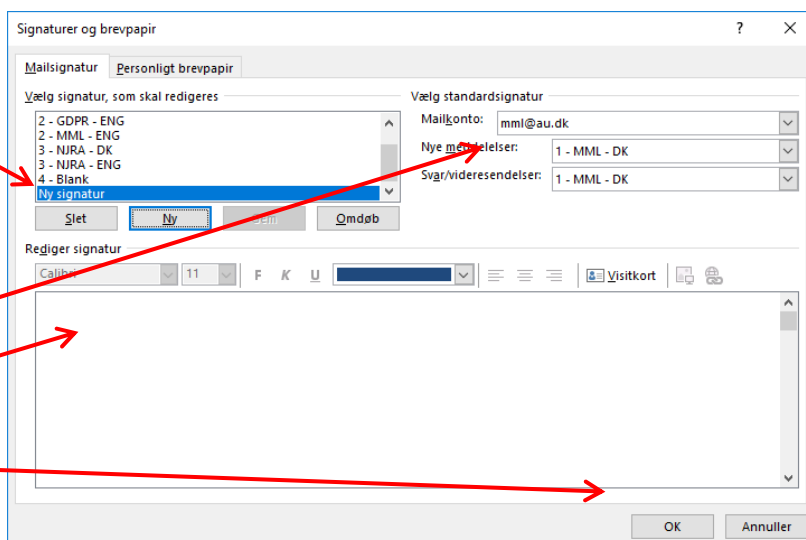 Signaturer og brevpapir
Mailsignatur Personligt brevpapir
Vælg signatur, som skal redigeres
2 - GDPR - ENG
2 - MML - ENG
3 - NJRA - DK
3 - NJRA - ENG
4 - Blank
Ny signatur
Slet Ny Gem Omdøb
Vælg standardsignatur
Mailkonto: mml@au.dk
Nye meddelelser: 1 - MML - DK
Svar/videresendelser: 1 - MML - DK
Rediger signatur
Calibri 11 F K U Visitkort
OK Annuller